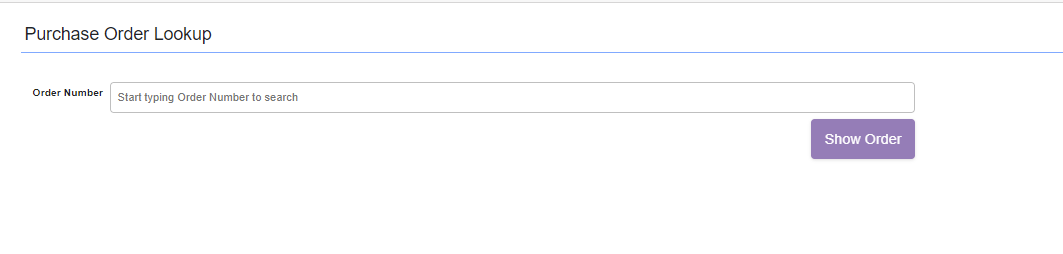 Purchase Order Lookup
Order Number
Start typing Order Number to search
Show Order